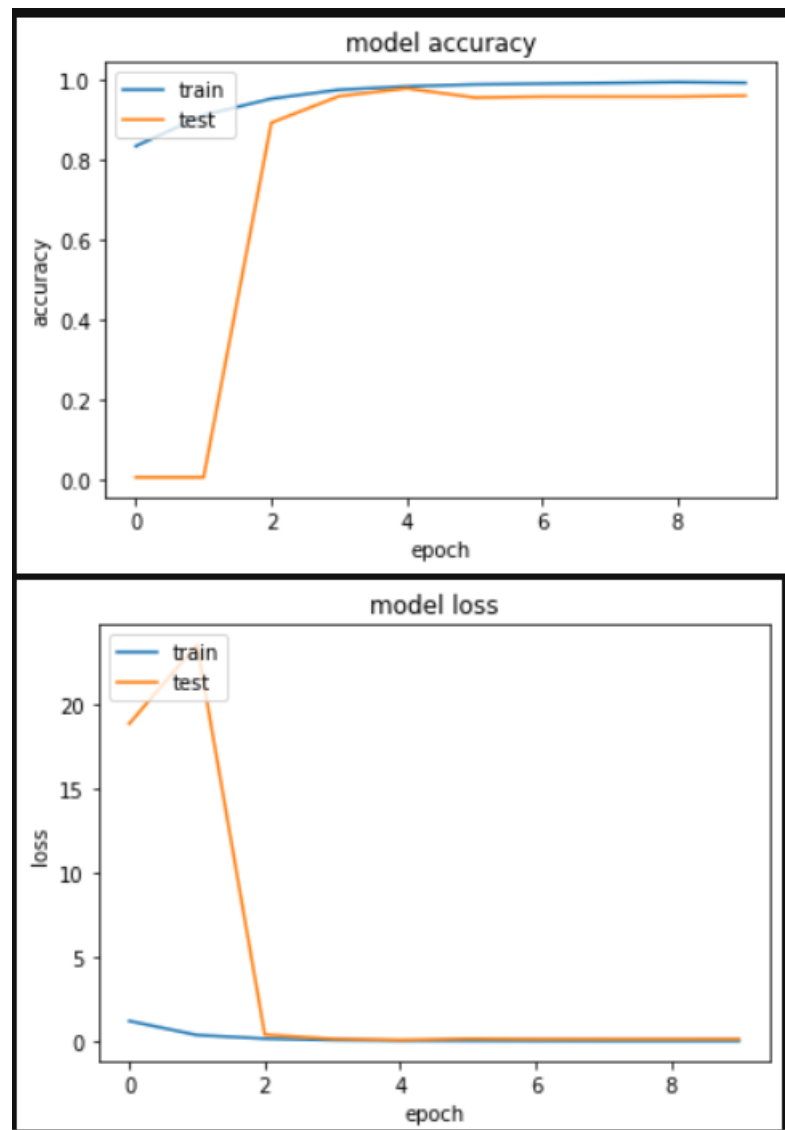 model accuracy
train
test
1.0
0.8
0.6
0.4
0.2
0.0
accuracy
0 2 4 6 8
epoch
model loss
train
test
20
15
10
5
0
loss
0 2 4 6 8
epoch